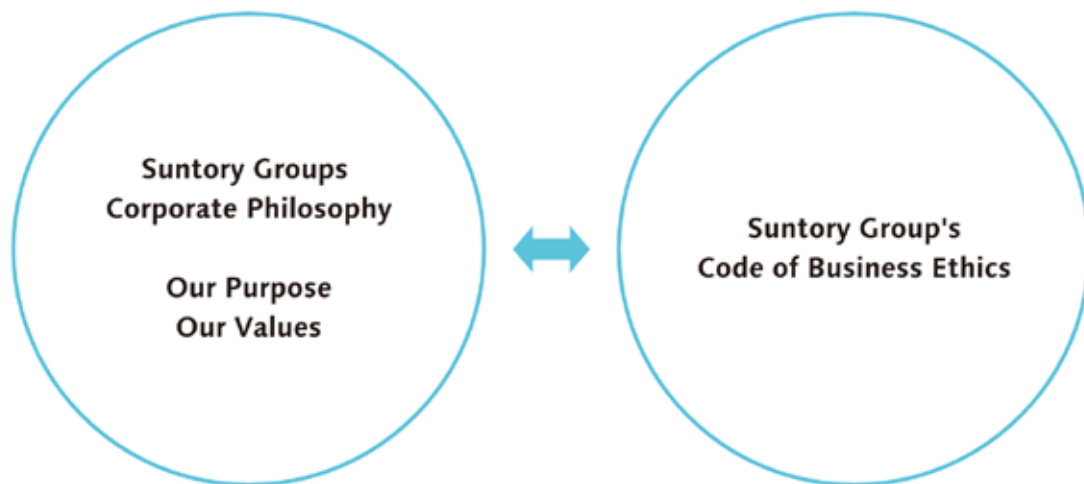 Suntory Groups
Corporate Philosophy
Our Purpose
Our Values
Suntory Group's
Code of Business Ethics